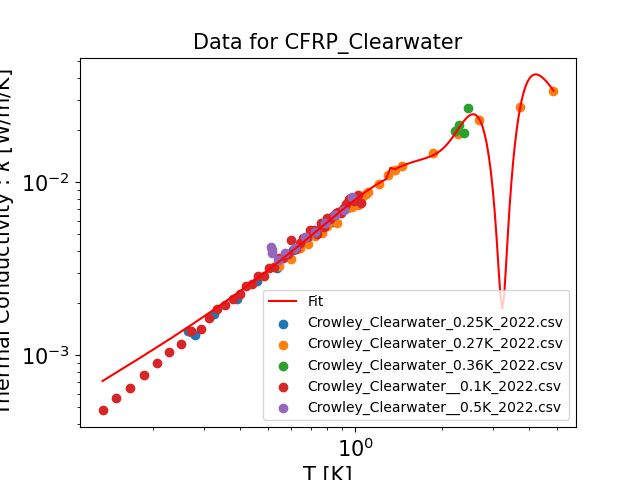 Data for CFRP_Clearwater
Thermal Conductivity : k [W/m/K]
10⁻²
10⁻³
Fit
Crowley_Clearwater_0.25K_2022.csv
Crowley_Clearwater_0.27K_2022.csv
Crowley_Clearwater_0.36K_2022.csv
Crowley_Clearwater__0.1K_2022.csv
Crowley_Clearwater__0.5K_2022.csv
10⁰
T [K]